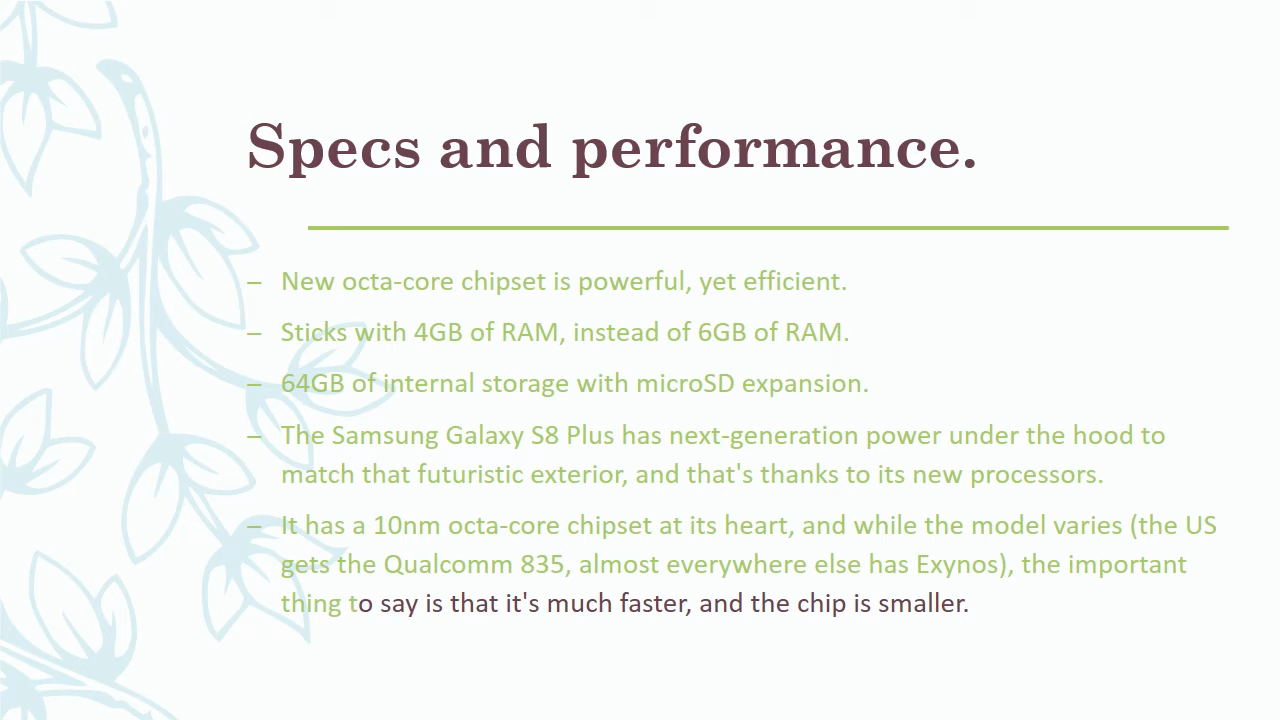 Specs and performance.
– New octa-core chipset is powerful, yet efficient.
– Sticks with 4GB of RAM, instead of 6GB of RAM.
– 64GB of internal storage with microSD expansion.
– The Samsung Galaxy S8 Plus has next-generation power under the hood to
match that futuristic exterior, and that's thanks to its new processors.
– It has a 10nm octa-core chipset at its heart, and while the model varies (the US
gets the Qualcomm 835, almost everywhere else has Exynos), the important
thing to say is that it's much faster, and the chip is smaller.